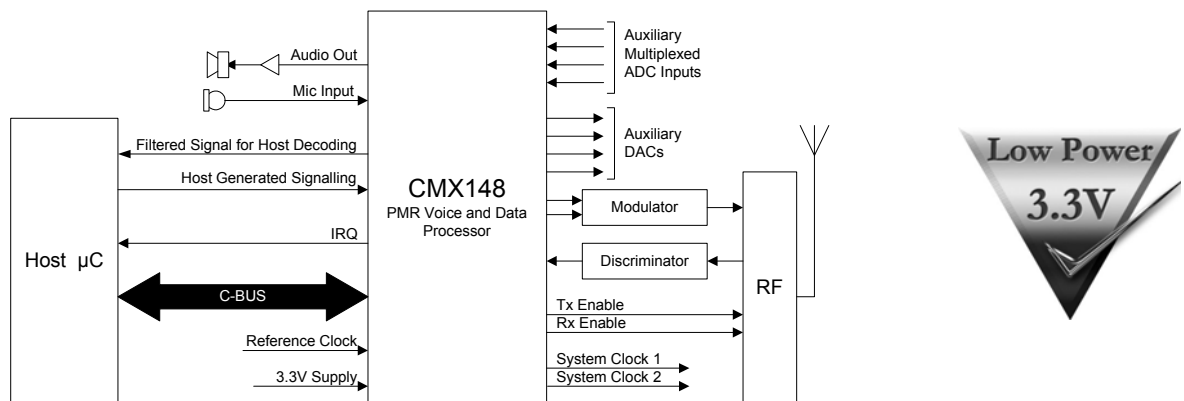 Audio Out
Mic Input
Filtered Signal for Host Decoding
Host Generated Signalling
IRQ
Host µC
C-BUS
Reference Clock
3.3V Supply
CMX148
PMR Voice and Data
Processor
Auxiliary
Multiplexed
ADC Inputs
Auxiliary
DACs
Modulator
Discriminator
RF
Tx Enable
Rx Enable
System Clock 1
System Clock 2
Low Power
3.3V